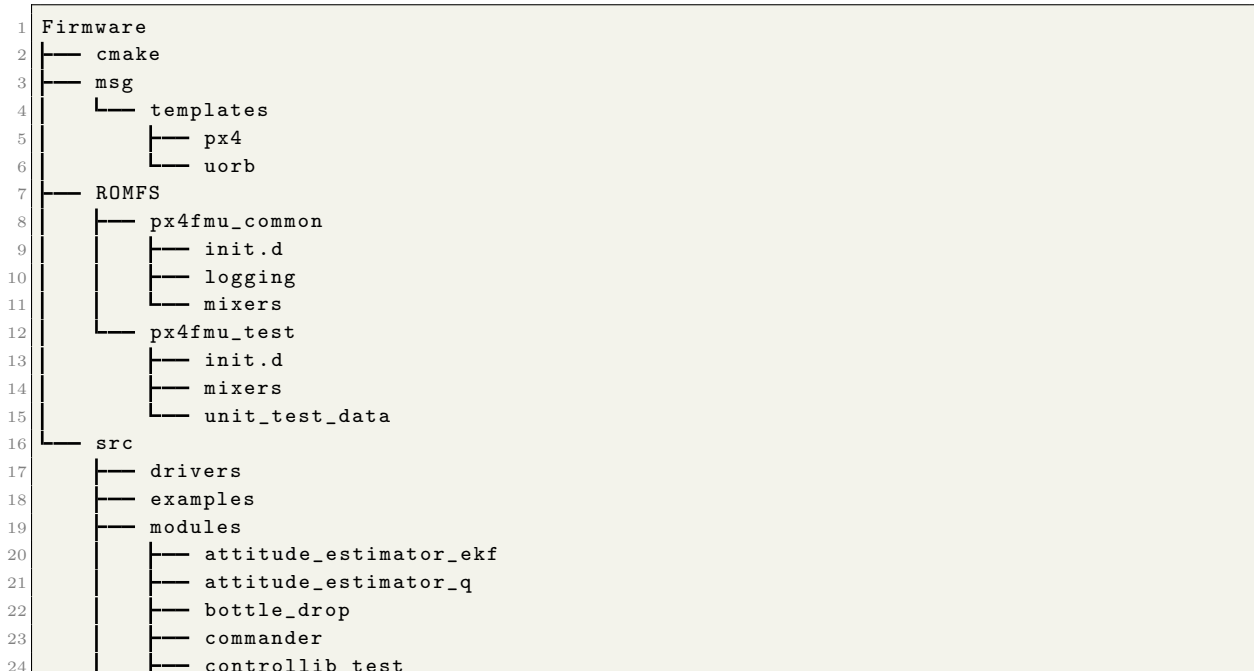 1 Firmware
2 ├── cmake
3 ├── msg
4 │   └── templates
5 │       ├── px4
6 │       └── uorb
7 ├── ROMFS
8 │   ├── px4fmu_common
9 │   │   ├── init.d
10 │   │   ├── logging
11 │   │   └── mixers
12 │   └── px4fmu_test
13 │       ├── init.d
14 │       ├── mixers
15 │       └── unit_test_data
16 └── src
17     ├── drivers
18     ├── examples
19     ├── modules
20     │   ├── attitude_estimator_ekf
21     │   ├── attitude_estimator_q
22     │   ├── bottle_drop
23     │   ├── commander
24     │   ├── controllib_test